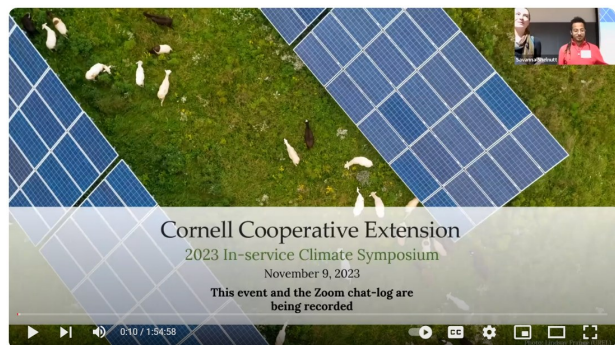 Cornell Cooperative Extension
2023 In-service Climate Symposium
November 9, 2023
This event and the Zoom chat-log are
being recorded
0:10 / 1:54:58
CC